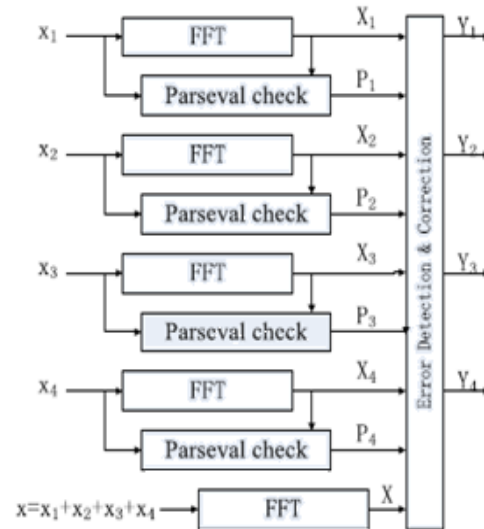 x₁ FFT X₁ Y₁
Parseval check P₁
x₂ FFT X₂ Y₂
Parseval check P₂
x₃ FFT X₃ Y₃
Parseval check P₃
x₄ FFT X₄ Y₄
Parseval check P₄
x=x₁+x₂+x₃+x₄ FFT X
Error Detection & Correction